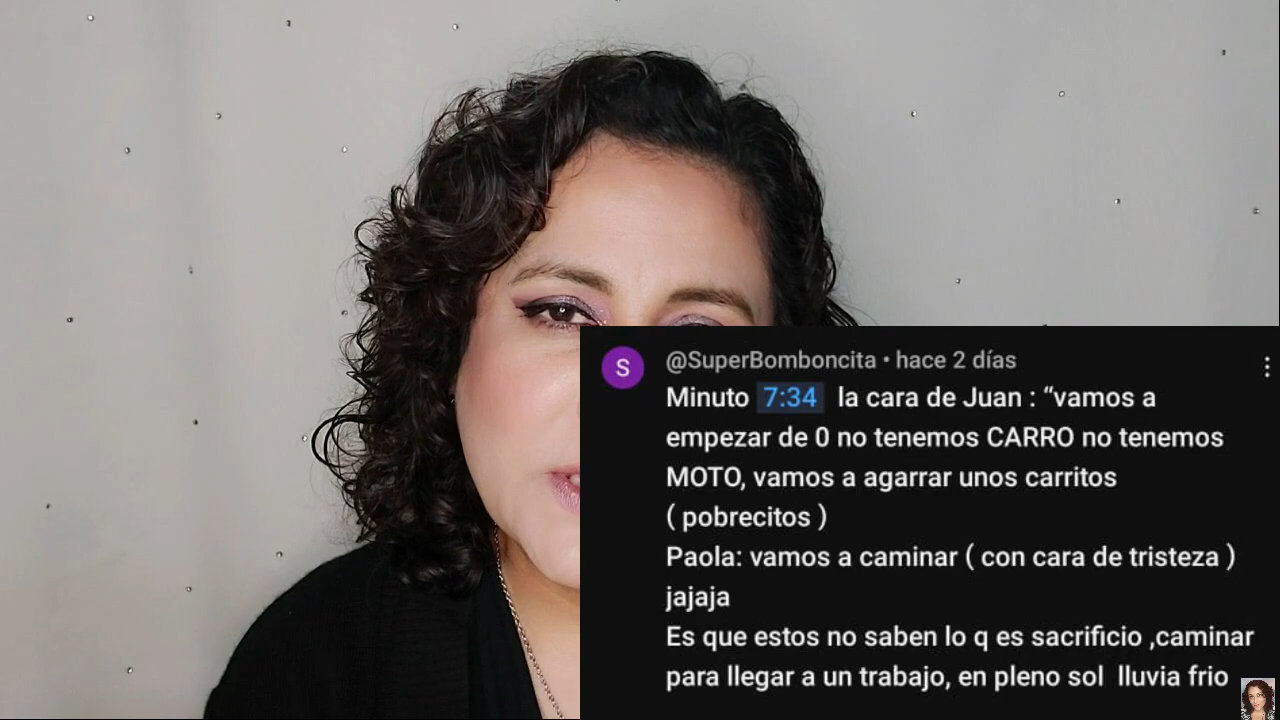 S
@SuperBomboncita • hace 2 días
Minuto 7:34 la cara de Juan : “vamos a
empezar de 0 no tenemos CARRO no tenemos
MOTO, vamos a agarrar unos carritos
( pobrecitos )
Paola: vamos a caminar ( con cara de tristeza )
jajaja
Es que estos no saben lo q es sacrificio ,caminar
para llegar a un trabajo, en pleno sol lluvia frio